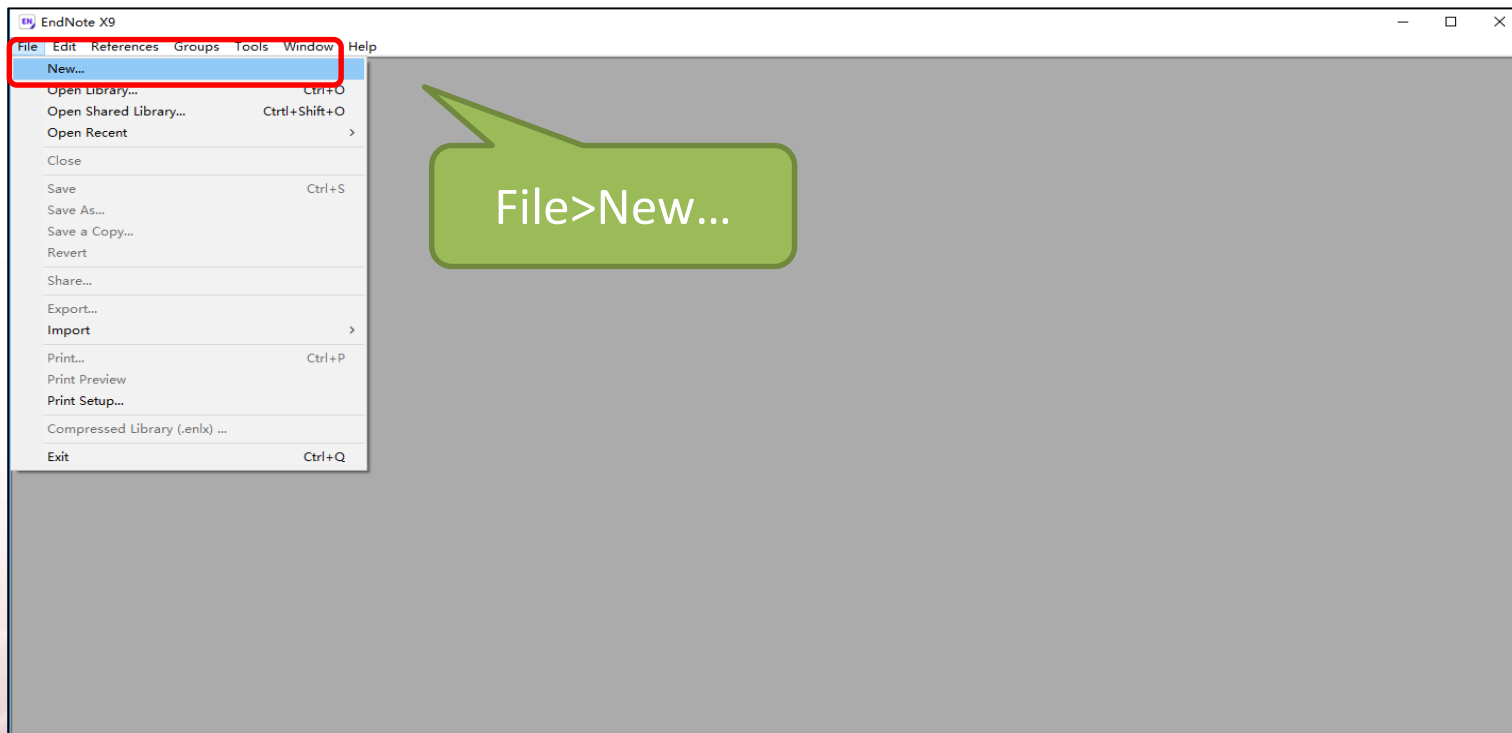 EN EndNote X9
File Edit References Groups Tools Window Help
New...
Open Library... Ctrl+O
Open Shared Library... Ctrtl+Shift+O
Open Recent >
Close
Save Ctrl+S
Save As...
Save a Copy...
Revert
Share...
Export...
Import >
Print... Ctrl+P
Print Preview
Print Setup...
Compressed Library (.enlx) ...
Exit Ctrl+Q
File>New...